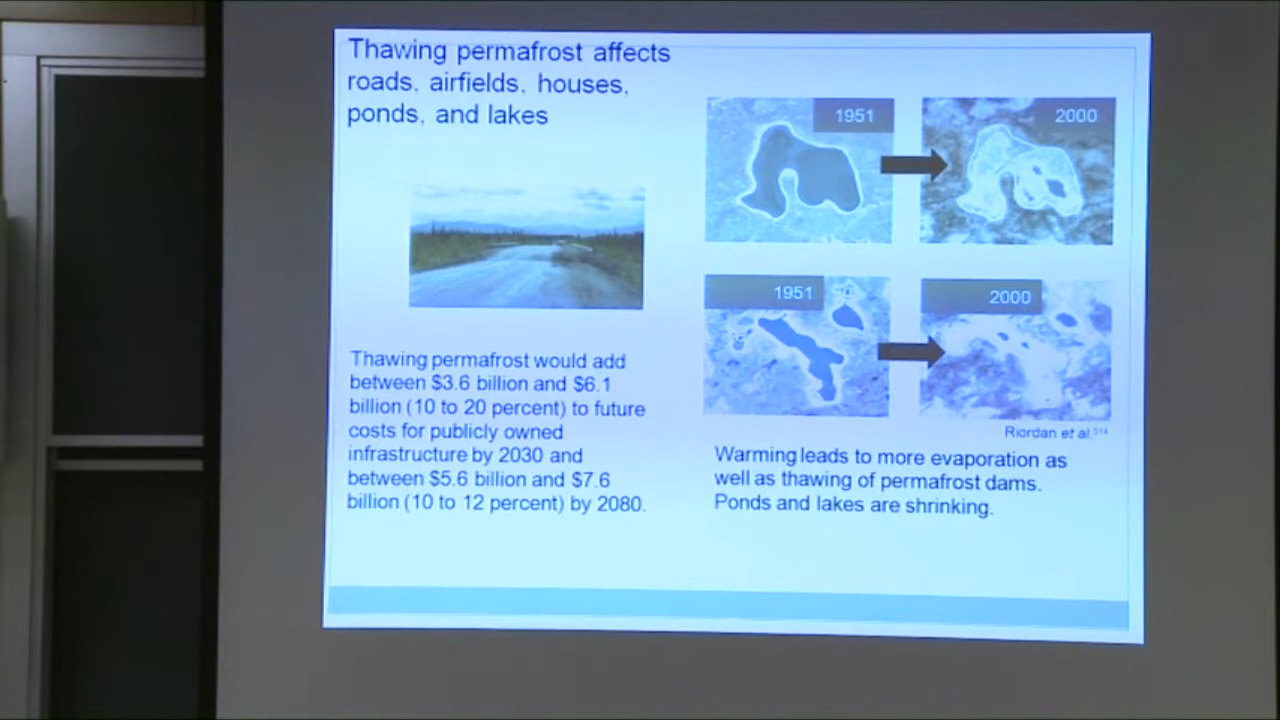 Thawing permafrost affects
roads, airfields, houses,
ponds, and lakes
1951
2000
1951
2000
Thawing permafrost would add
between $3.6 billion and $6.1
billion (10 to 20 percent) to future
costs for publicly owned
infrastructure by 2030 and
between $5.6 billion and $7.6
billion (10 to 12 percent) by 2080.
Riordan et al.
Warming leads to more evaporation as
well as thawing of permafrost dams.
Ponds and lakes are shrinking.